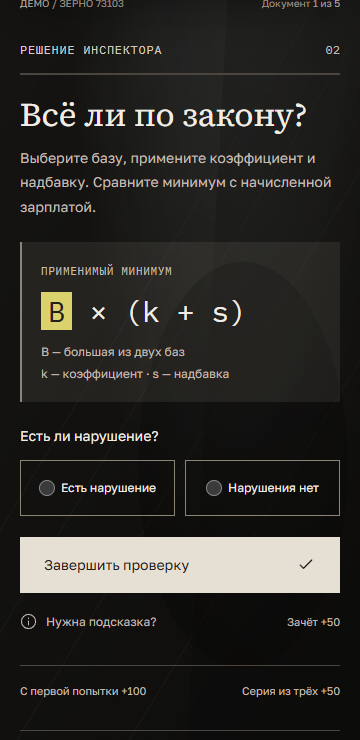 ДЕМО / ЗЕРНО 73103
Документ 1 из 5
РЕШЕНИЕ ИНСПЕКТОРА
02
Всё ли по закону?
Выберите базу, примените коэффициент и
надбавку. Сравните минимум с начисленной
зарплатой.
ПРИМЕНИМЫЙ МИНИМУМ
B × (k + s)
B — большая из двух баз
k — коэффициент · s — надбавка
Есть ли нарушение?
Есть нарушение
Нарушения нет
Завершить проверку
Нужна подсказка?
Зачёт +50
С первой попытки +100
Серия из трёх +50